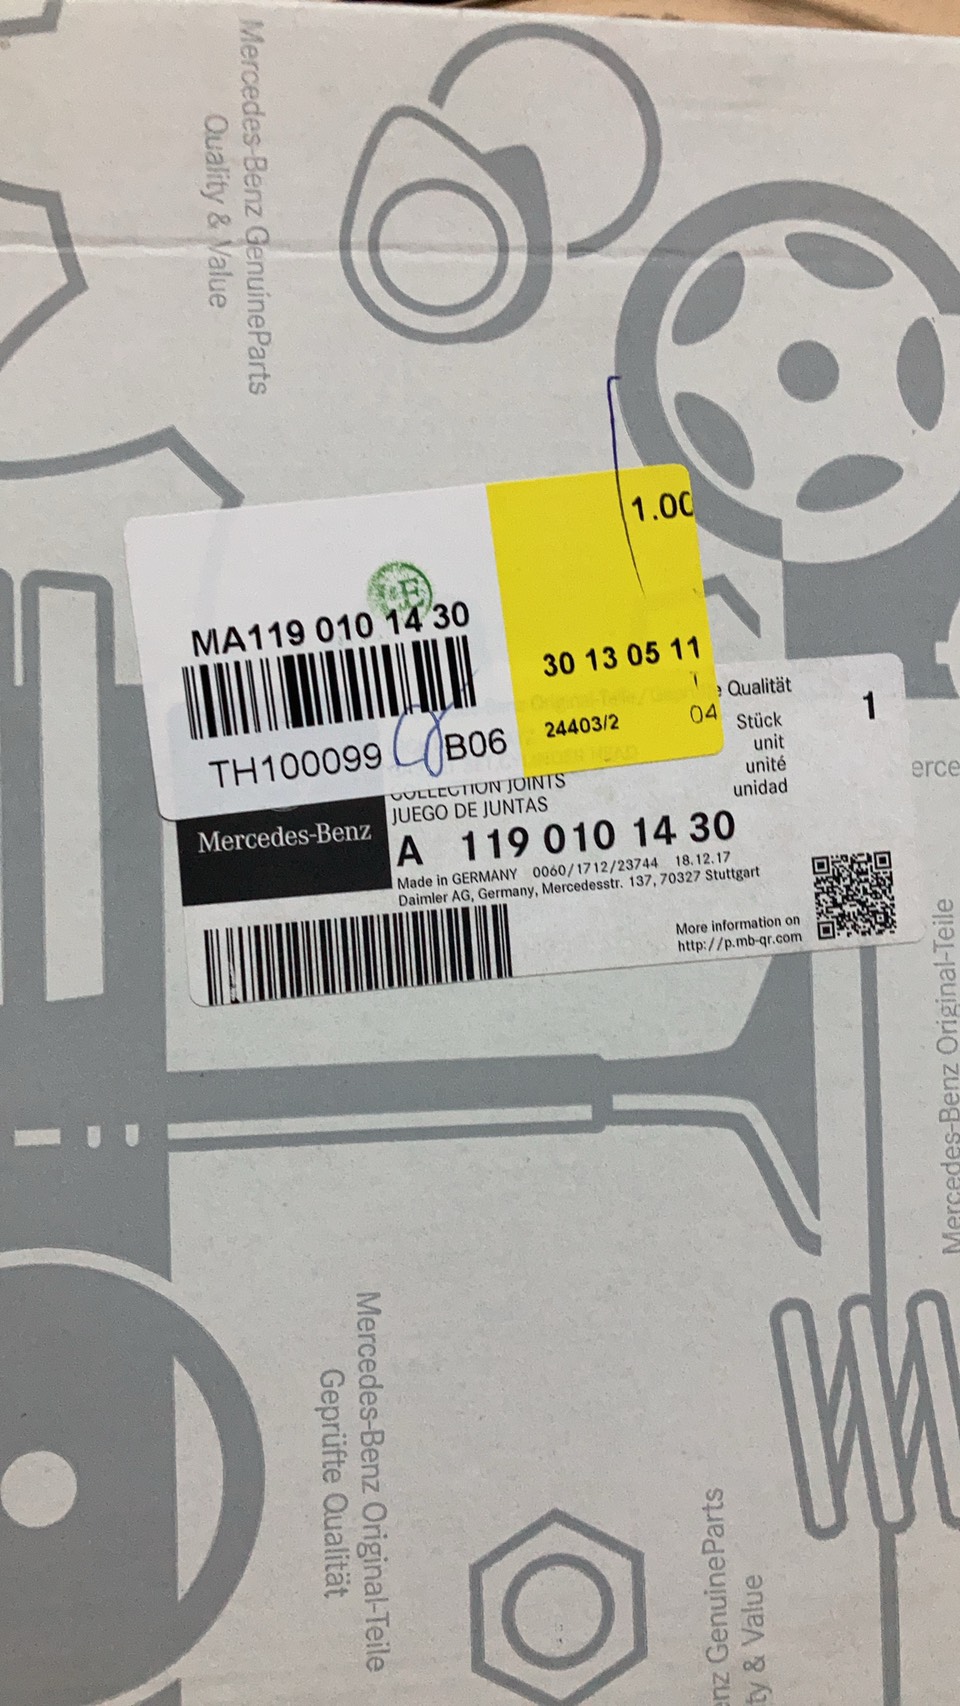 Mercedes-Benz GenuineParts
Quality & Value
1.00
MA119 010 14 30
30 13 05 11
24403/2
04
TH100099
B06
Qualität
Stück
unit
unité
unidad
1
COLLECTION JOINTS
JUEGO DE JUNTAS
Mercedes-Benz
A 119 010 14 30
Made in GERMANY 0060/1712/23744 18.12.17
Daimler AG, Germany, Mercedesstr. 137, 70327 Stuttgart
More information on
http://p.mb-qr.com
erce
Mercedes-Benz Original-Teile
Mercedes-Benz Original-Teile
Geprüfte Qualität
nz GenuineParts
ty & Value